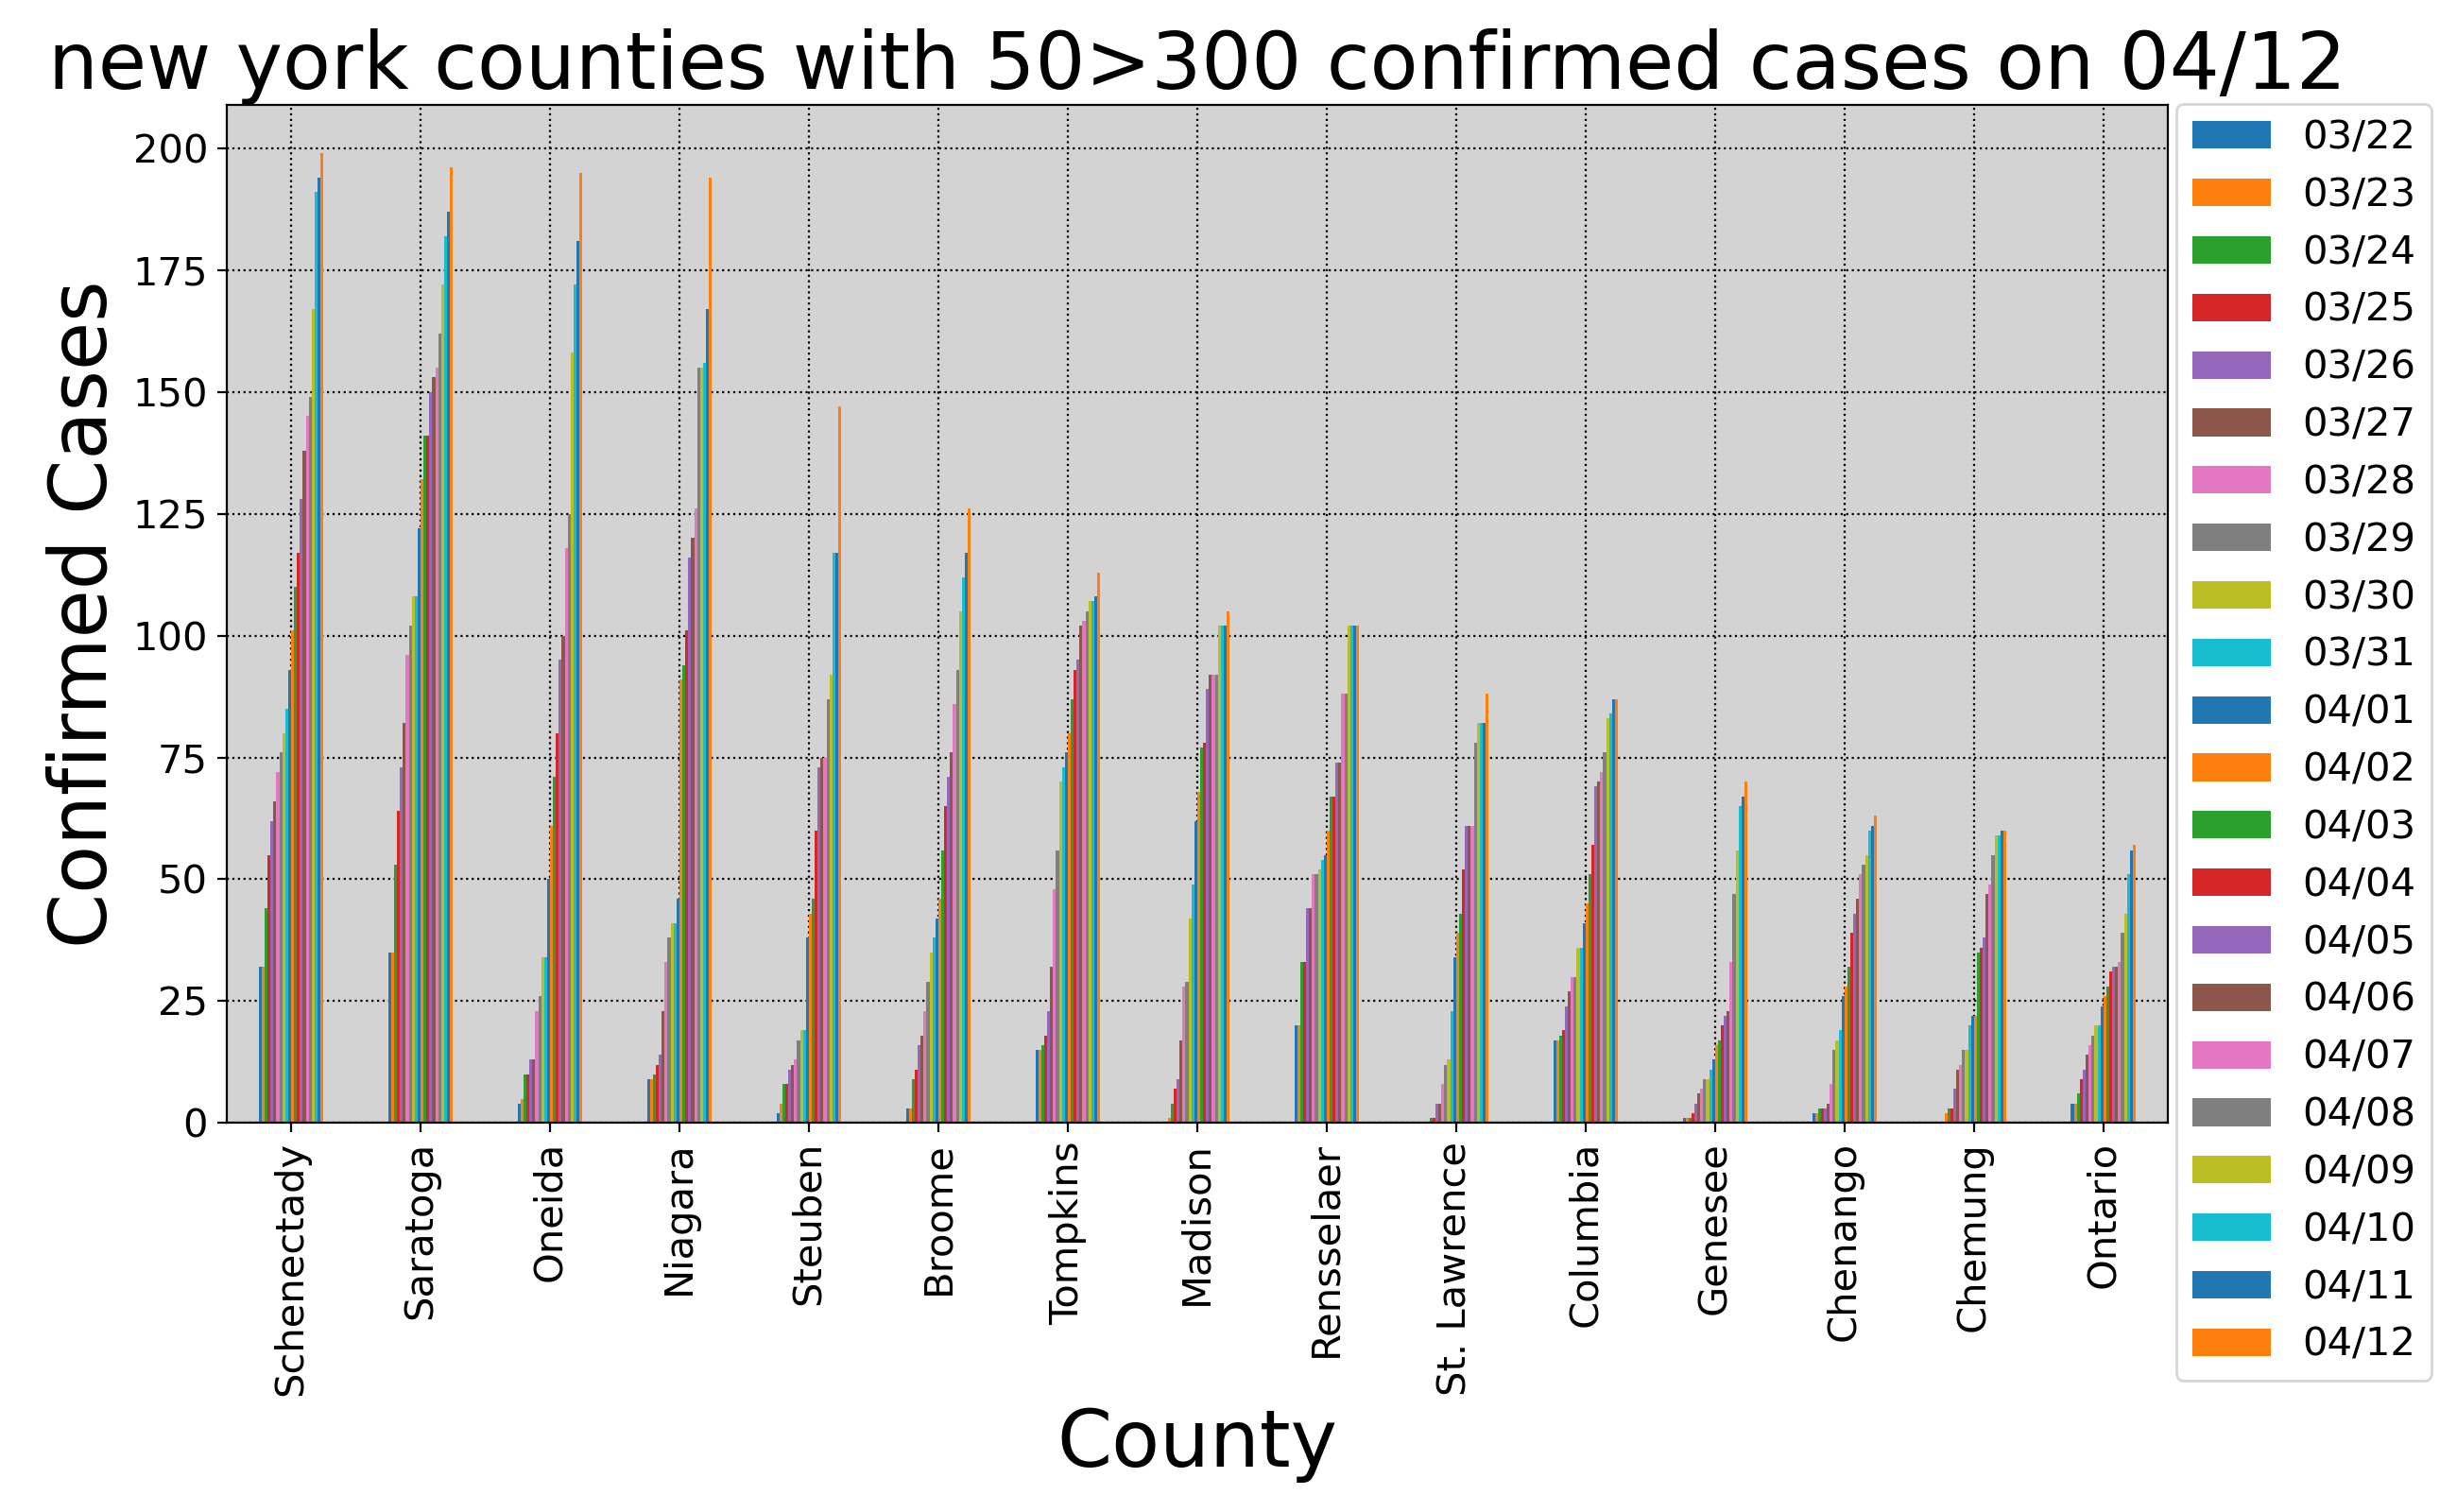 new york counties with 50>300 confirmed cases on 04/12
Confirmed Cases
200
175
150
125
100
75
50
25
0
Schenectady
Saratoga
Oneida
Niagara
Steuben
Broome
Tompkins
Madison
Rensselaer
St. Lawrence
Columbia
Genesee
Chenango
Chemung
Ontario
County
03/22
03/23
03/24
03/25
03/26
03/27
03/28
03/29
03/30
03/31
04/01
04/02
04/03
04/04
04/05
04/06
04/07
04/08
04/09
04/10
04/11
04/12